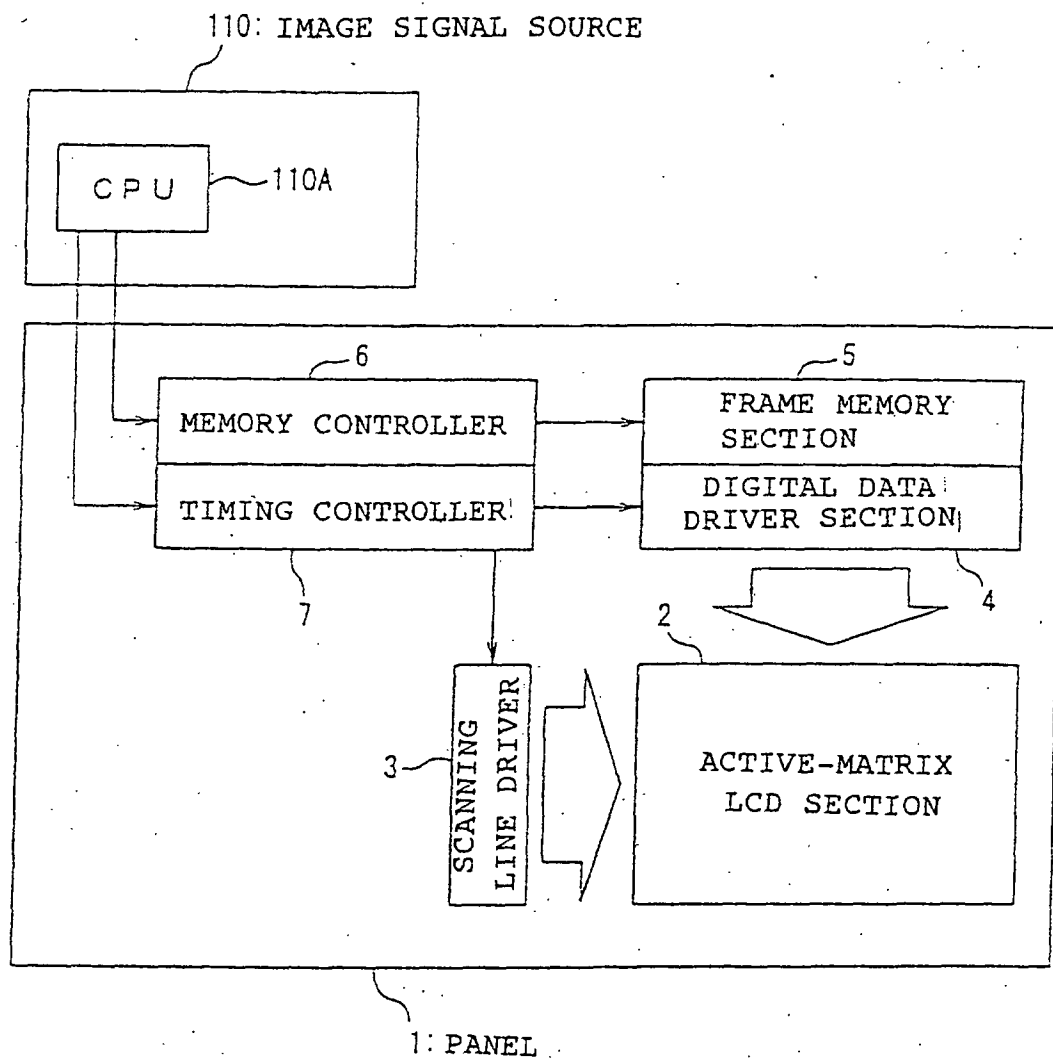 110: IMAGE SIGNAL SOURCE
CPU
110A
6
5
MEMORY CONTROLLER
FRAME MEMORY
SECTION
TIMING CONTROLLER
DIGITAL DATA
DRIVER SECTION
7
4
2
3
SCANNING
LINE DRIVER
ACTIVE-MATRIX
LCD SECTION
1: PANEL